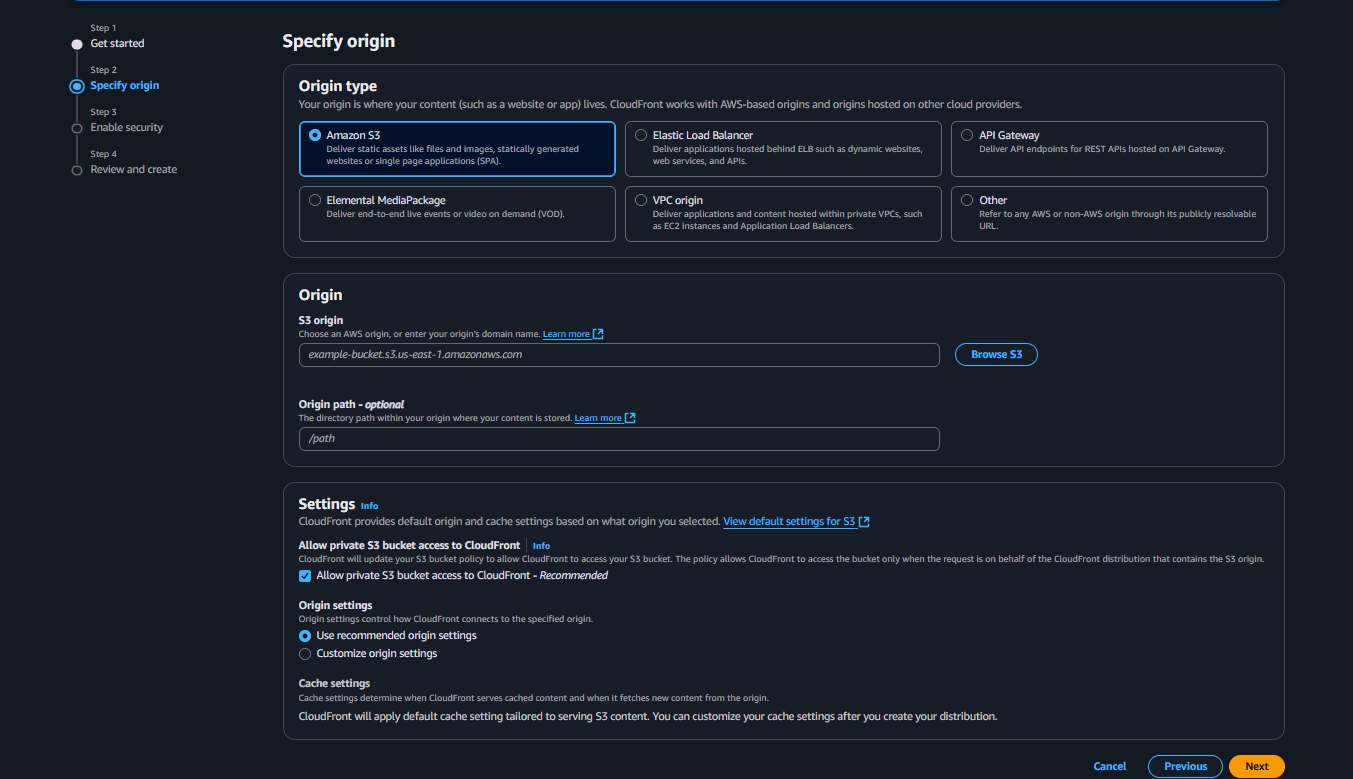 Step 1
Get started
Step 2
Specify origin
Step 3
Enable security
Step 4
Review and create
Specify origin
Origin type
Your origin is where your content (such as a website or app) lives. CloudFront works with AWS-based origins and origins hosted on other cloud providers.
Amazon S3
Deliver static assets like files and images, statically generated
websites or single page applications (SPA).
Elastic Load Balancer
Deliver applications hosted behind ELB such as dynamic websites,
web services, and APIs.
API Gateway
Deliver API endpoints for REST APIs hosted on API Gateway.
Elemental MediaPackage
Deliver end-to-end live events or video on demand (VOD).
VPC origin
Deliver applications and content hosted within private VPCs, such
as EC2 instances and Application Load Balancers.
Other
Refer to any AWS or non-AWS origin through its publicly resolvable
URL.
Origin
S3 origin
Choose an AWS origin, or enter your origin's domain name. Learn more
example-bucket.s3.us-east-1.amazonaws.com
Browse S3
Origin path - optional
The directory path within your origin where your content is stored. Learn more
/path
Settings Info
CloudFront provides default origin and cache settings based on what origin you selected. View default settings for S3
Allow private S3 bucket access to CloudFront Info
CloudFront will update your S3 bucket policy to allow CloudFront to access your S3 bucket. The policy allows CloudFront to access the bucket only when the request is on behalf of the CloudFront distribution that contains the S3 origin.
Allow private S3 bucket access to CloudFront - Recommended
Origin settings
Origin settings control how CloudFront connects to the specified origin.
Use recommended origin settings
Customize origin settings
Cache settings
Cache settings determine when CloudFront serves cached content and when it fetches new content from the origin.
CloudFront will apply default cache setting tailored to serving S3 content. You can customize your cache settings after you create your distribution.
Cancel
Previous
Next